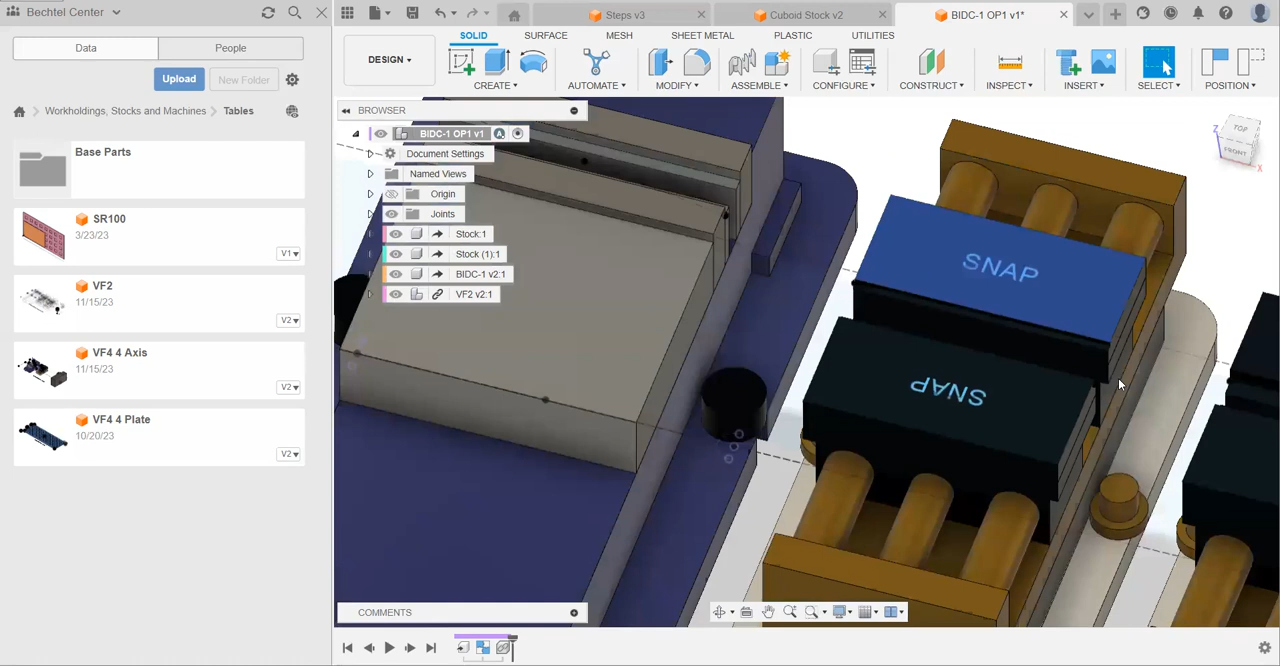 Bechtel Center
Steps v3
Cuboid Stock v2
BIDC-1 OP1 v1*
Data
People
SOLID
SURFACE
MESH
SHEET METAL
PLASTIC
UTILITIES
DESIGN
Upload
New Folder
CREATE
AUTOMATE
MODIFY
ASSEMBLE
CONFIGURE
CONSTRUCT
INSPECT
INSERT
SELECT
POSITION
Workholdings, Stocks and Machines
Tables
BROWSER
BIDC-1 OP1 v1
A
Document Settings
Named Views
Origin
Joints
Stock:1
Stock (1):1
BIDC-1 v2:1
VF2 v2:1
Base Parts
SR100
3/23/23
V1
VF2
11/15/23
V2
VF4 4 Axis
11/15/23
V2
VF4 4 Plate
10/20/23
V2
TOP
FRONT
Z
X
SNAP
SNAP
COMMENTS